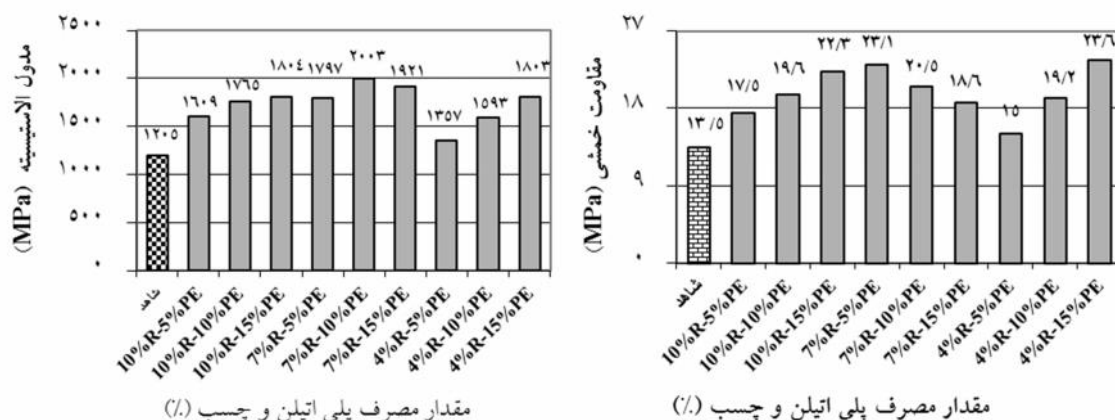 مدول الاستیسیته (MPa)
۲۵۰۰
۲۰۰۰
۱۵۰۰
۱۰۰۰
۵۰۰
۰
۱۲۰۵
۱۶۰۹
۱۷۶۵
۱۸۰٤
۱۷۹۷
۲۰۰۳
۱۹۲۱
۱۳۵۷
۱۵۹۳
۱۸۰۳
شاهد
10%R-5%PE
10%R-10%PE
10%R-15%PE
7%R-5%PE
7%R-10%PE
7%R-15%PE
4%R-5%PE
4%R-10%PE
4%R-15%PE
مقدار مصرف پلی اتیلن و چسب (٪)
مقاومت خمشی (MPa)
۲۷
۱۸
۹
۰
۱۳/۵
۱۷/۵
۱۹/۶
۲۲/۳
۲۳/۱
۲۰/۵
۱۸/۶
۱۵
۱۹/۲
۲۳/۶
شاهد
10%R-5%PE
10%R-10%PE
10%R-15%PE
7%R-5%PE
7%R-10%PE
7%R-15%PE
4%R-5%PE
4%R-10%PE
4%R-15%PE
مقدار مصرف پلی اتیلن و چسب (٪)